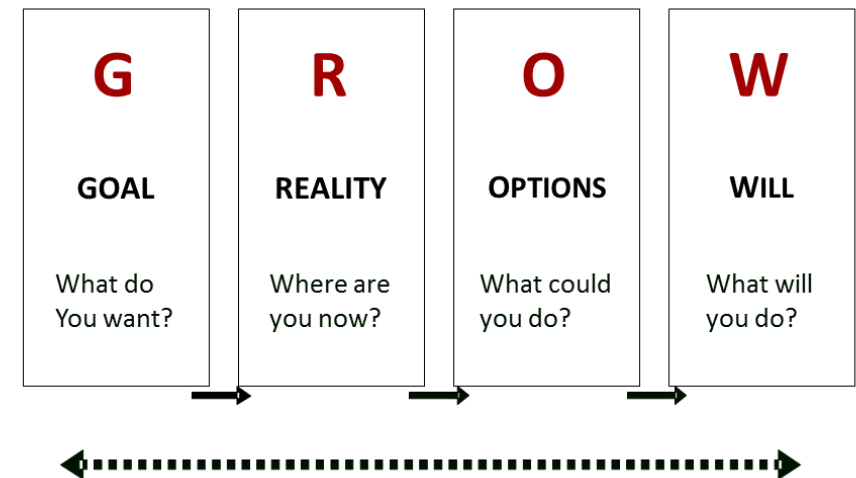 G
GOAL
What do
You want?
R
REALITY
Where are
you now?
O
OPTIONS
What could
you do?
W
WILL
What will
you do?